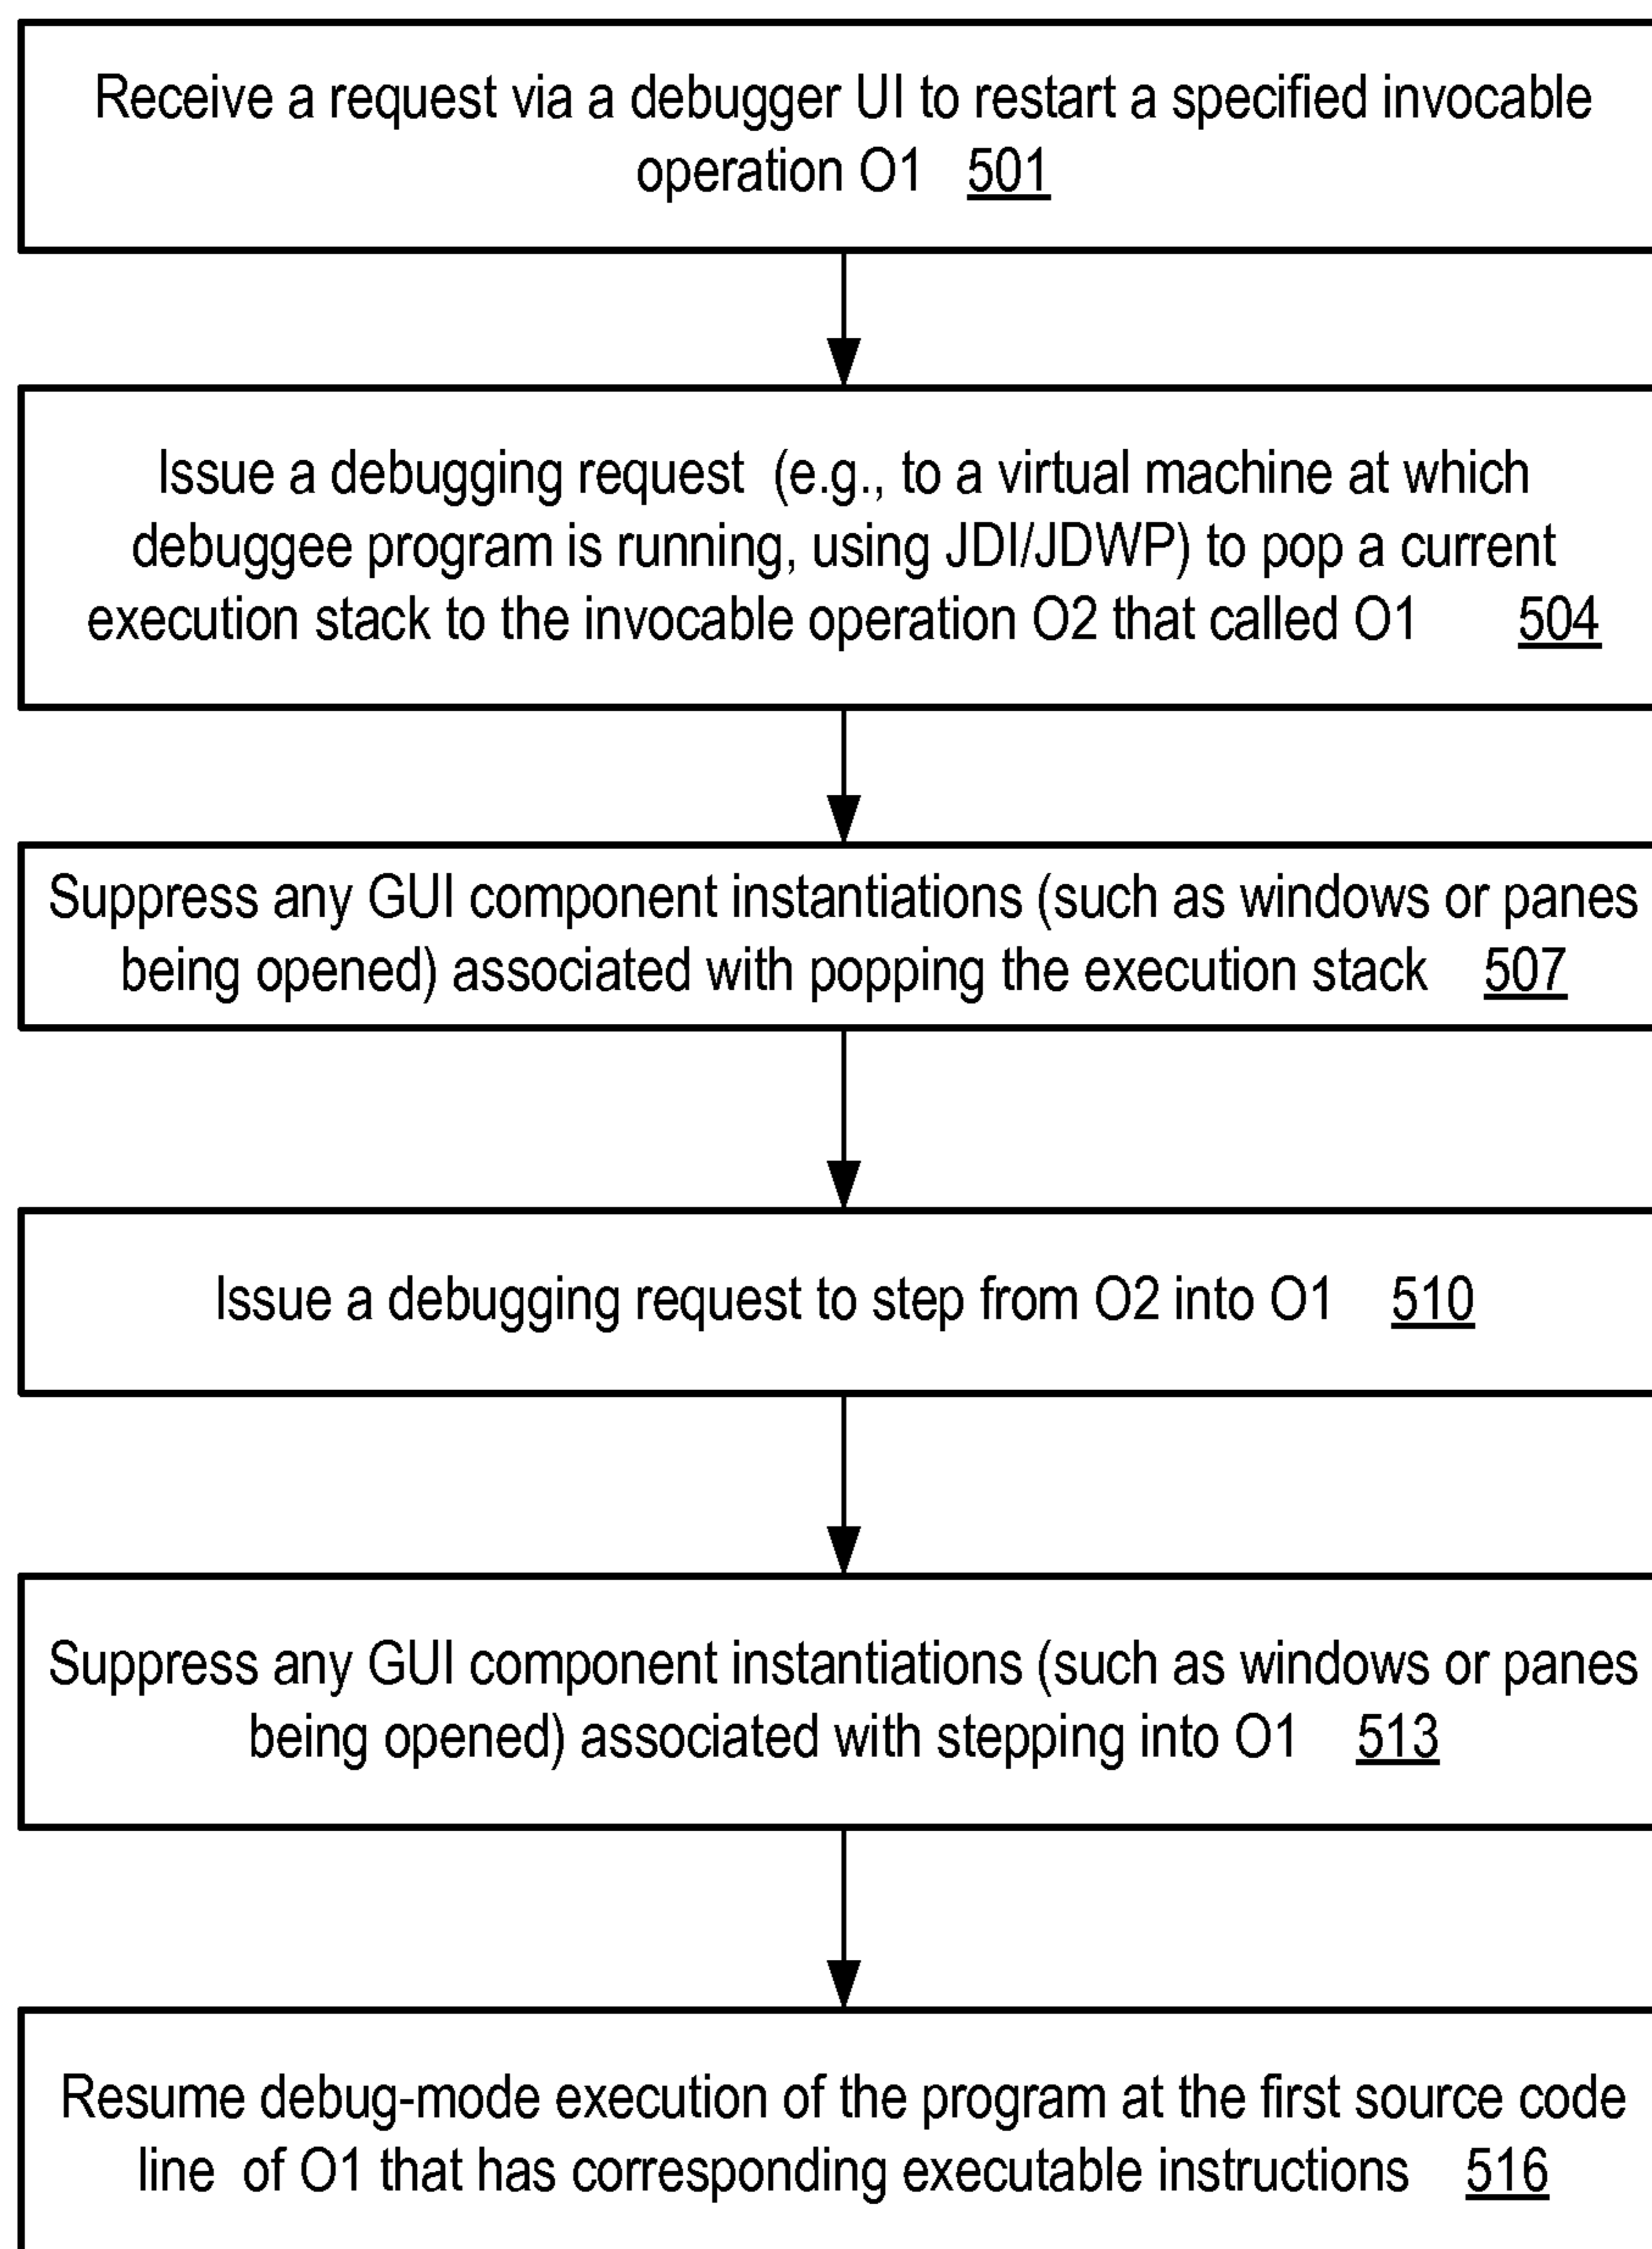 Receive a request via a debugger UI to restart a specified invocable
operation O1 501
Issue a debugging request (e.g., to a virtual machine at which
debuggee program is running, using JDI/JDWP) to pop a current
execution stack to the invocable operation O2 that called O1 504
Suppress any GUI component instantiations (such as windows or panes
being opened) associated with popping the execution stack 507
Issue a debugging request to step from O2 into O1 510
Suppress any GUI component instantiations (such as windows or panes
being opened) associated with stepping into O1 513
Resume debug-mode execution of the program at the first source code
line of O1 that has corresponding executable instructions 516